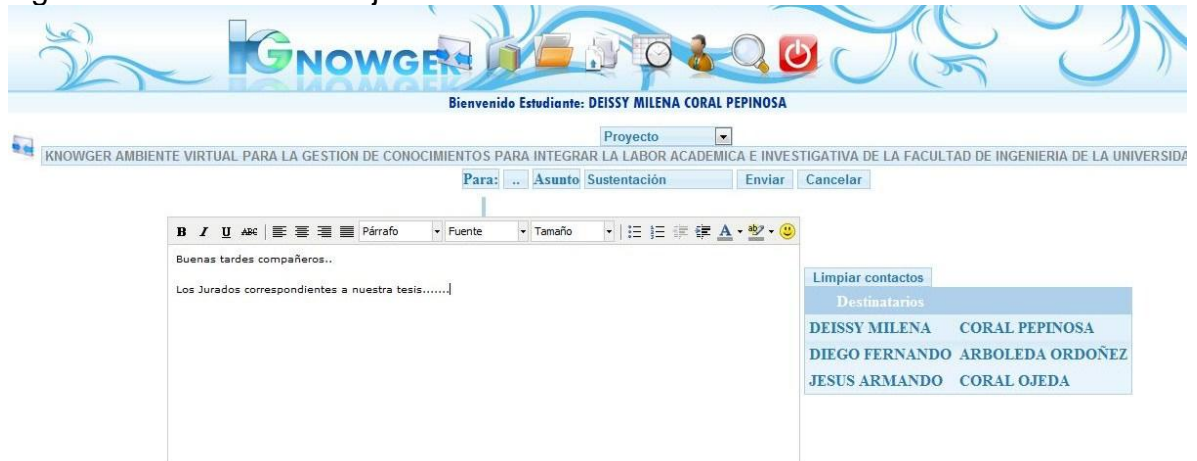 KGNOWGER
Bienvenido Estudiante: DEISSY MILENA CORAL PEPINOSA
Proyecto
KNOWGER AMBIENTE VIRTUAL PARA LA GESTION DE CONOCIMIENTOS PARA INTEGRAR LA LABOR ACADEMICA E INVESTIGATIVA DE LA FACULTAD DE INGENIERIA DE LA UNIVERSIDA
Para: .. Asunto Sustentación Enviar Cancelar
B I U ABC Párrafo Fuente Tamaño A ab
Buenas tardes compañeros..
Los Jurados correspondientes a nuestra tesis.......
Limpiar contactos
Destinatarios
DEISSY MILENA CORAL PEPINOSA
DIEGO FERNANDO ARBOLEDA ORDOÑEZ
JESUS ARMANDO CORAL OJEDA